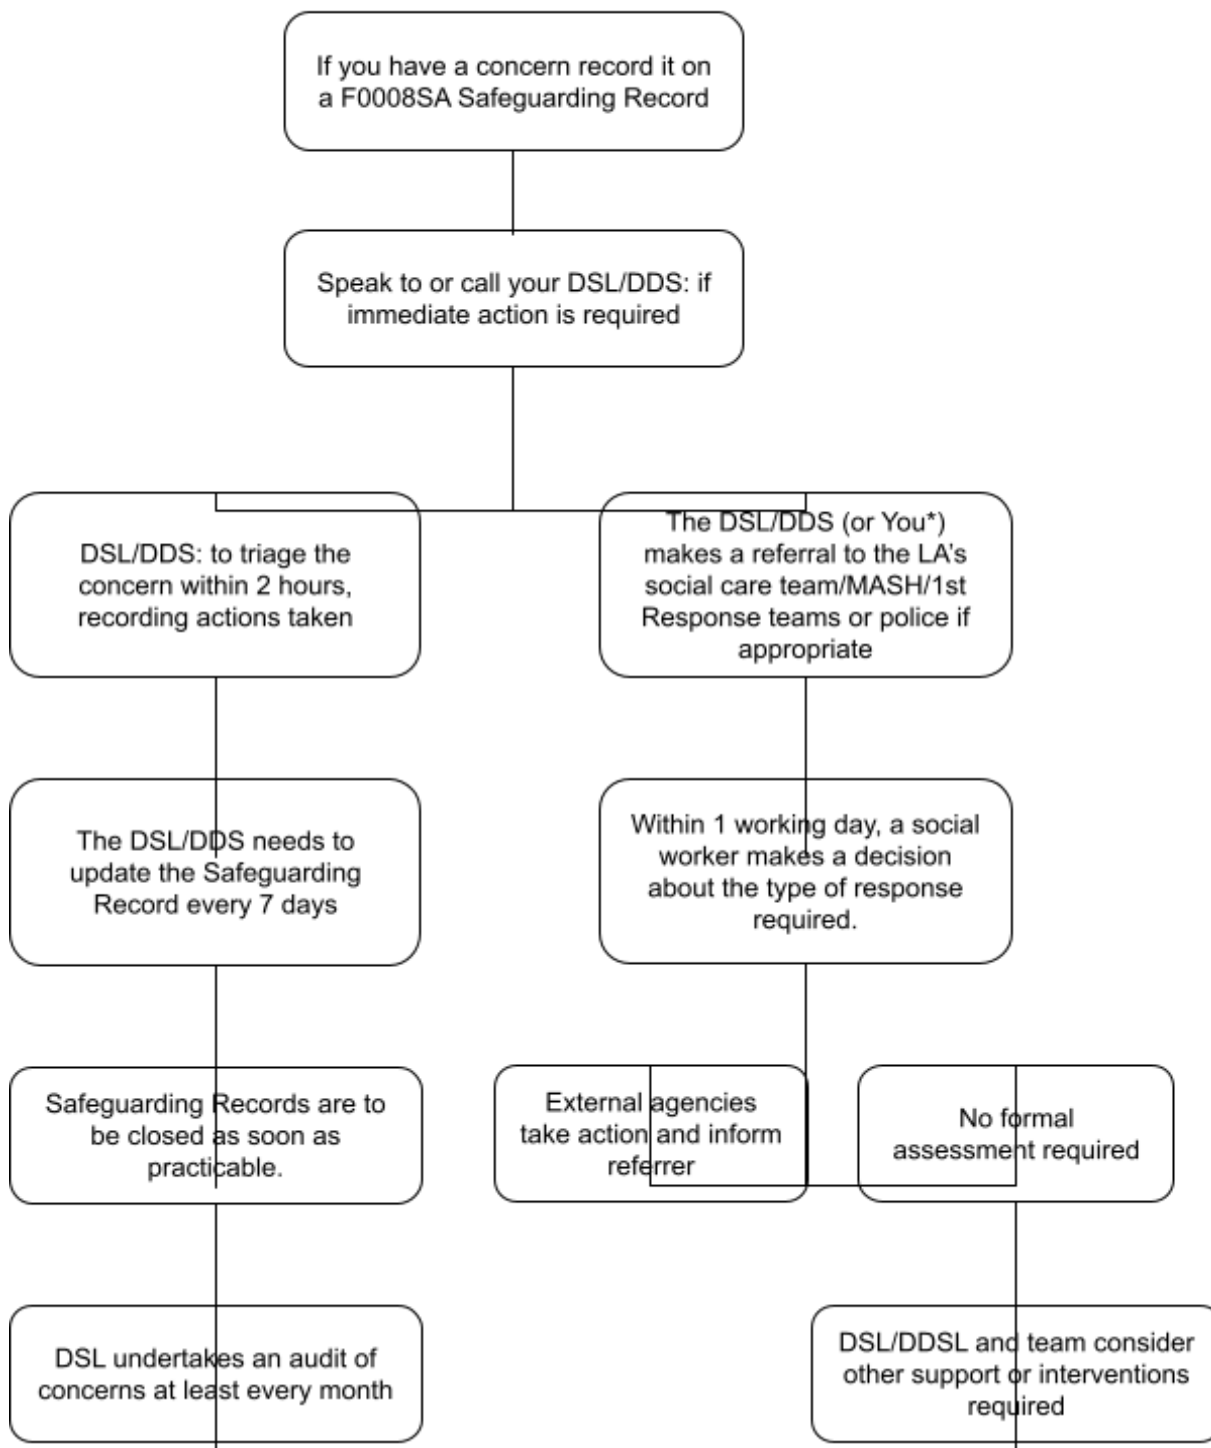 If you have a concern record it on
a F0008SA Safeguarding Record
Speak to or call your DSL/DDS: if
immediate action is required
DSL/DDS: to triage the
concern within 2 hours,
recording actions taken
The DSL/DDS (or You*)
makes a referral to the LA's
social care team/MASH/1st
Response teams or police if
appropriate
The DSL/DDS needs to
update the Safeguarding
Record every 7 days
Within 1 working day, a social
worker makes a decision
about the type of response
required.
Safeguarding Records are to
be closed as soon as
practicable.
External agencies
take action and inform
referrer
No formal
assessment required
DSL undertakes an audit of
concerns at least every month
DSL/DDSL and team consider
other support or interventions
required